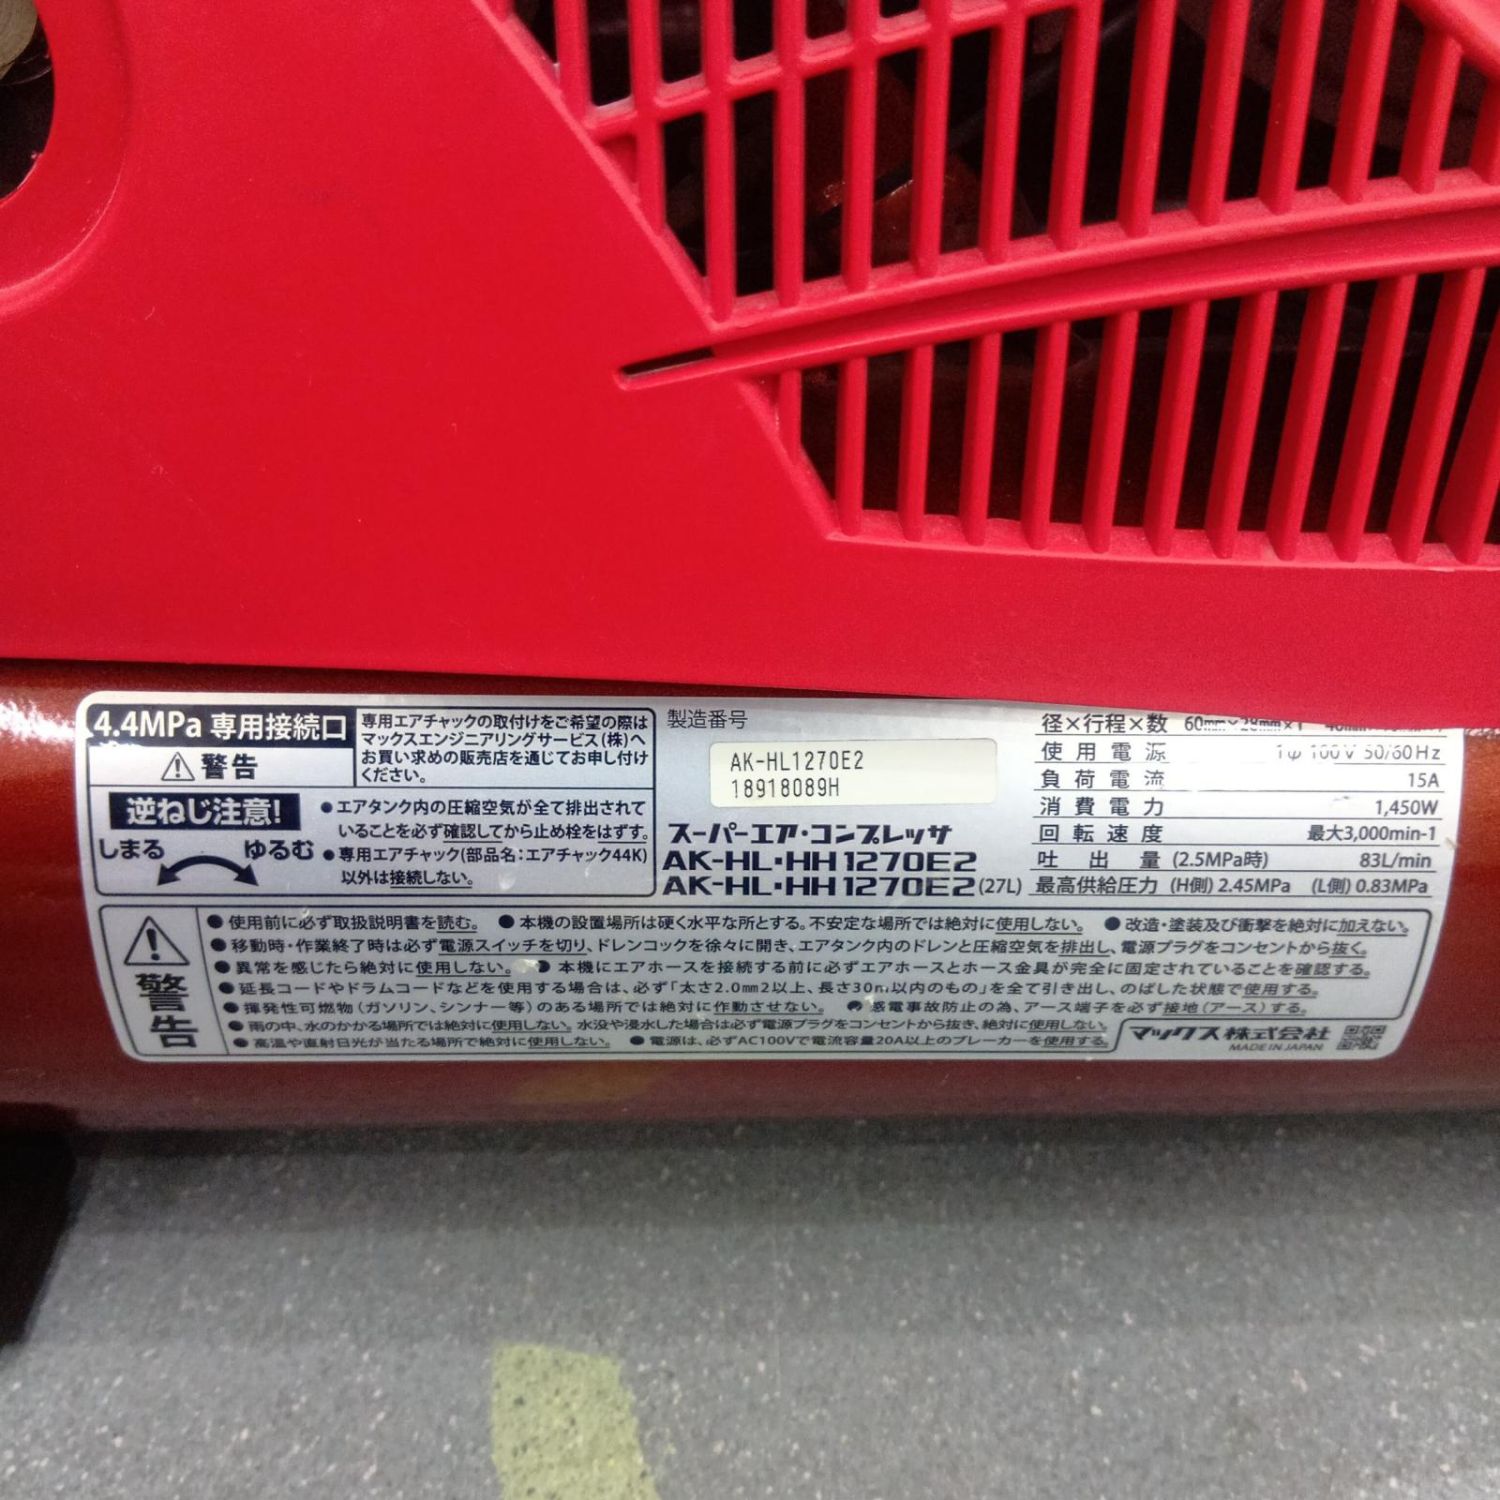 4.4MPa 専用接続口
警告
専用エアチャックの取付けをご希望の際は
マックスエンジニアリングサービス(株)へ
お買い求めの販売店を通じてお申し付け
ください。
逆ねじ注意!
しまる ゆるむ
●エアタンク内の圧縮空気が全て排出されて
いることを必ず確認してから止め栓をはずす。
●専用エアチャック(部品名：エアチャック44K)
以外は接続しない。
製造番号
AK-HL1270E2
18918089H
スーパーエア・コンプレッサ
AK-HL・HH1270E2
AK-HL・HH1270E2(27L)
径×行程×数
使用電源 1φ 100V 50/60Hz
負荷電流 15A
消費電力 1,450W
回転速度 最大3,000min-1
吐出量 (2.5MPa時) 83L/min
最高供給圧力 (H側) 2.45MPa (L側) 0.83MPa
警告
●使用前に必ず取扱説明書を読む。 ●本機の設置場所は硬く水平な所とする。不安定な場所では絶対に使用しない。 ●改造・塗装及び衝撃を絶対に加えない。
●移動時・作業終了時は必ず電源スイッチを切り、ドレンコックを徐々に開き、エアタンク内のドレンと圧縮空気を排出し、電源プラグをコンセントから抜く。
●異常を感じたら絶対に使用しない。 ●本機にエアホースを接続する前に必ずエアホースとホース金具が完全に固定されていることを確認する。
●延長コードやドラムコードなどを使用する場合は、必ず「太さ2.0mm2以上、長さ30m以内のもの」を全て引き出し、のばした状態で使用する。
●揮発性可燃物(ガソリン、シンナー等)のある場所では絶対に作動させない。 ●感電事故防止の為、アース端子を必ず接地(アース)する。
●雨の中、水のかかる場所では絶対に使用しない。水没や浸水した場合は必ず電源プラグをコンセントから抜き、絶対に使用しない。
●高温や直射日光が当たる場所で絶対に使用しない。 ●電源は、必ずAC100Vで電流容量20A以上のブレーカーを使用する。
マックス株式会社
MADE IN JAPAN